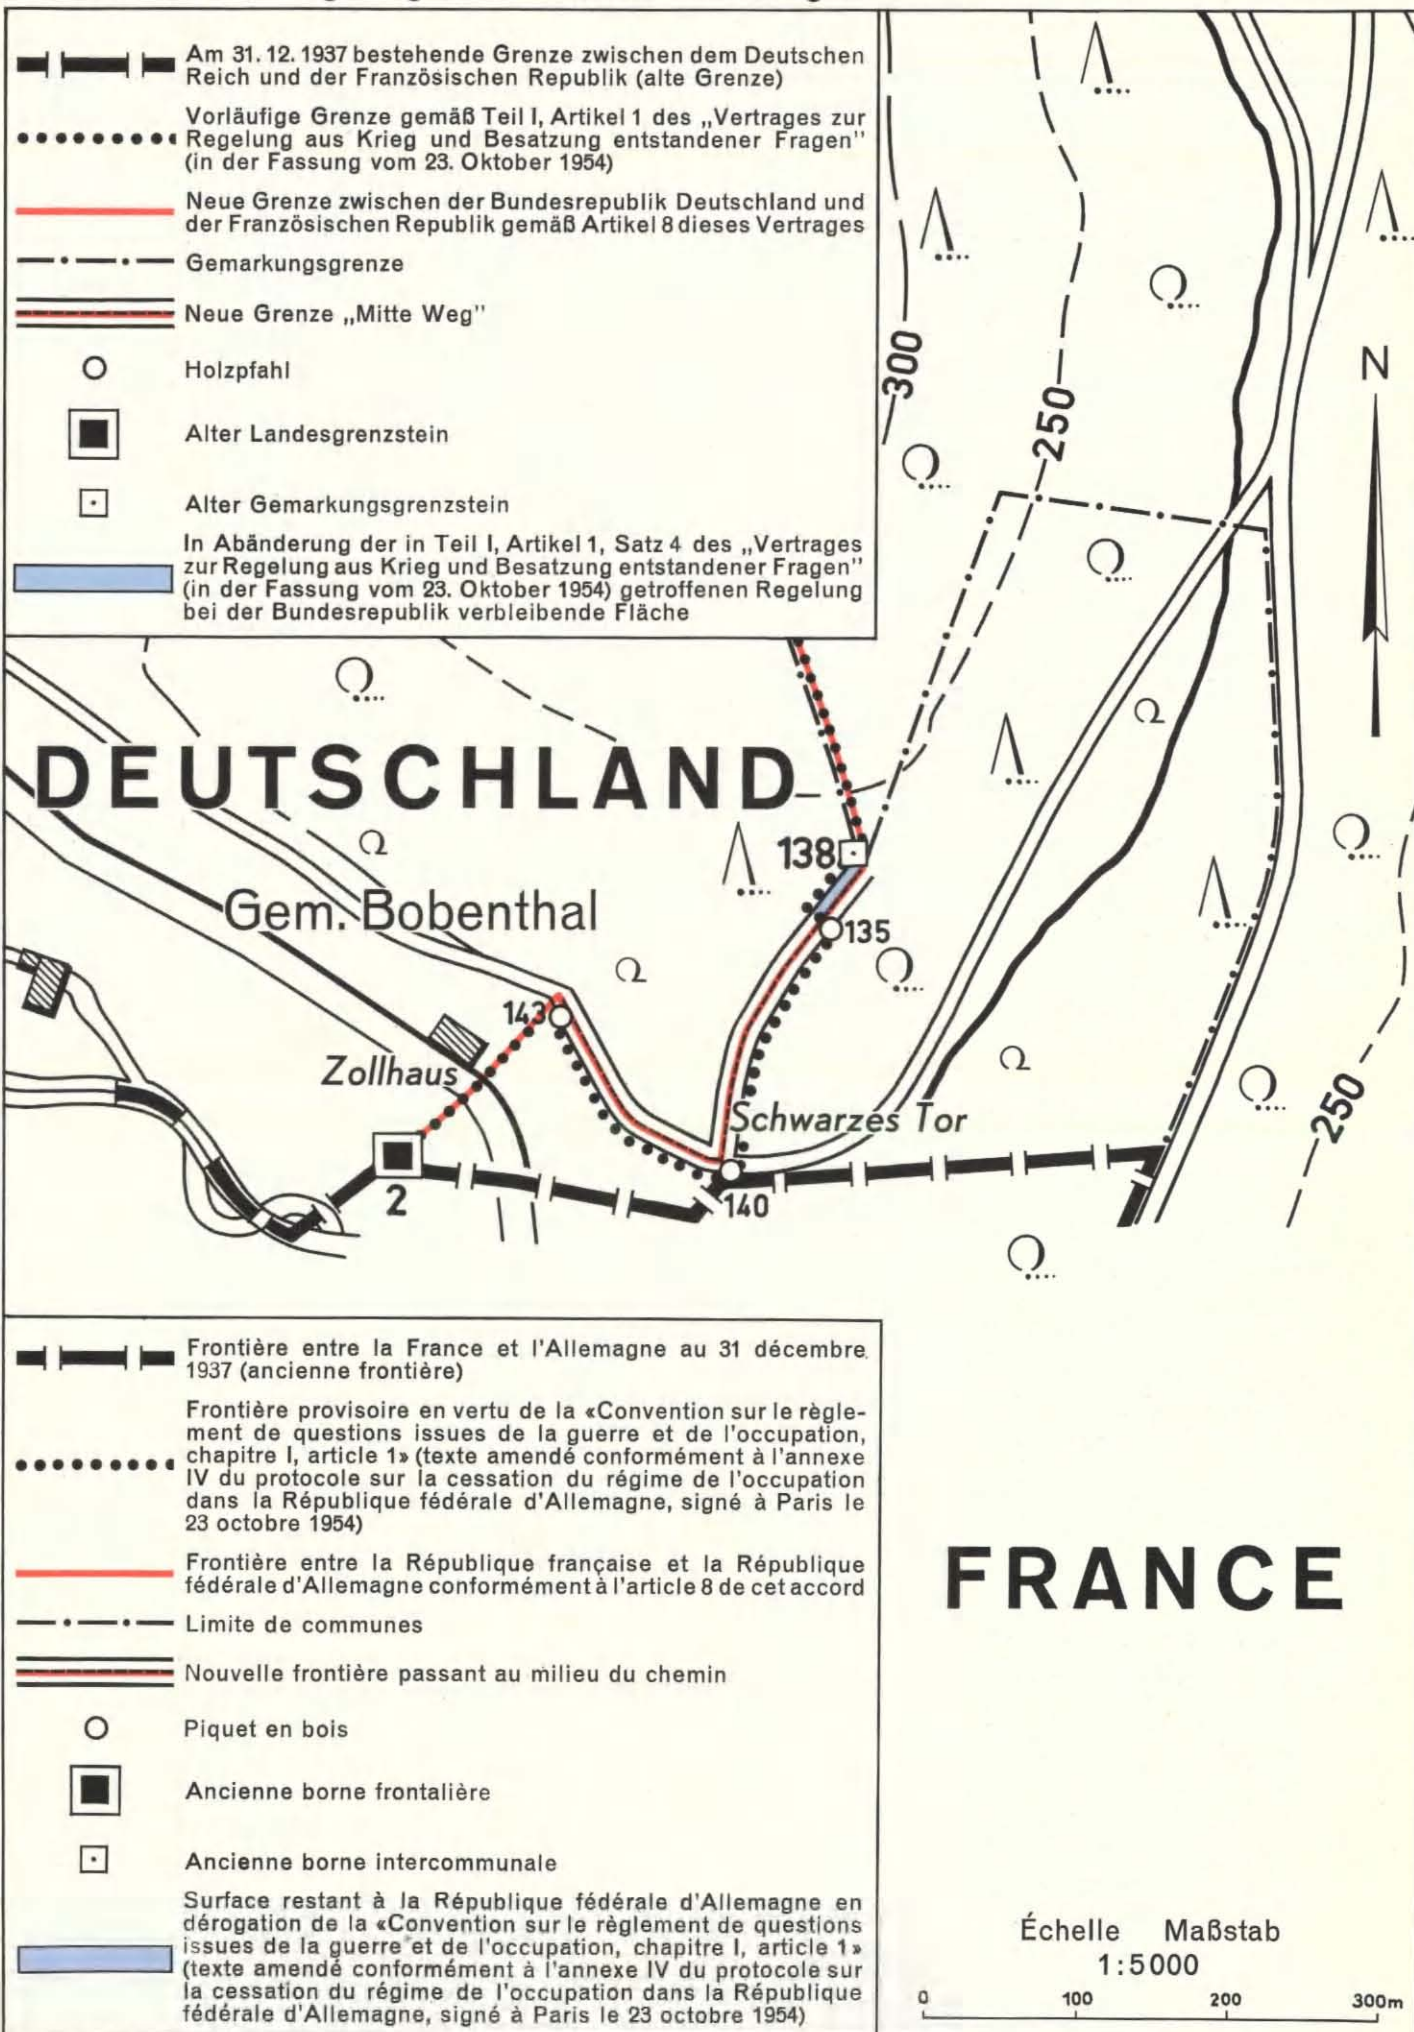 Am 31.12.1937 bestehende Grenze zwischen dem Deutschen
Reich und der Französischen Republik (alte Grenze)
Vorläufige Grenze gemäß Teil I, Artikel 1 des „Vertrages zur
Regelung aus Krieg und Besatzung entstandener Fragen"
(in der Fassung vom 23. Oktober 1954)
Neue Grenze zwischen der Bundesrepublik Deutschland und
der Französischen Republik gemäß Artikel 8 dieses Vertrages
Gemarkungsgrenze
Neue Grenze „Mitte Weg"
Holzpfahl
Alter Landesgrenzstein
Alter Gemarkungsgrenzstein
In Abänderung der in Teil I, Artikel 1, Satz 4 des „Vertrages
zur Regelung aus Krieg und Besatzung entstandener Fragen"
(in der Fassung vom 23. Oktober 1954) getroffenen Regelung
bei der Bundesrepublik verbleibende Fläche
300
250
N
DEUTSCHLAND
138
Gem. Bobenthal
135
143
Zollhaus
Schwarzes Tor
250
2
140
Frontière entre la France et l'Allemagne au 31 décembre
1937 (ancienne frontière)
Frontière provisoire en vertu de la «Convention sur le règle-
ment de questions issues de la guerre et de l'occupation,
chapitre I, article 1» (texte amendé conformément à l'annexe
IV du protocole sur la cessation du régime de l'occupation
dans la République fédérale d'Allemagne, signé à Paris le
23 octobre 1954)
Frontière entre la République française et la République
fédérale d'Allemagne conformément à l'article 8 de cet accord
Limite de communes
Nouvelle frontière passant au milieu du chemin
Piquet en bois
Ancienne borne frontalière
Ancienne borne intercommunale
Surface restant à la République fédérale d'Allemagne en
dérogation de la «Convention sur le règlement de questions
issues de la guerre et de l'occupation, chapitre I, article 1»
(texte amendé conformément à l'annexe IV du protocole sur
la cessation du régime de l'occupation dans la République
fédérale d'Allemagne, signé à Paris le 23 octobre 1954)
FRANCE
Échelle Maßstab
1:5000
0 100 200 300m